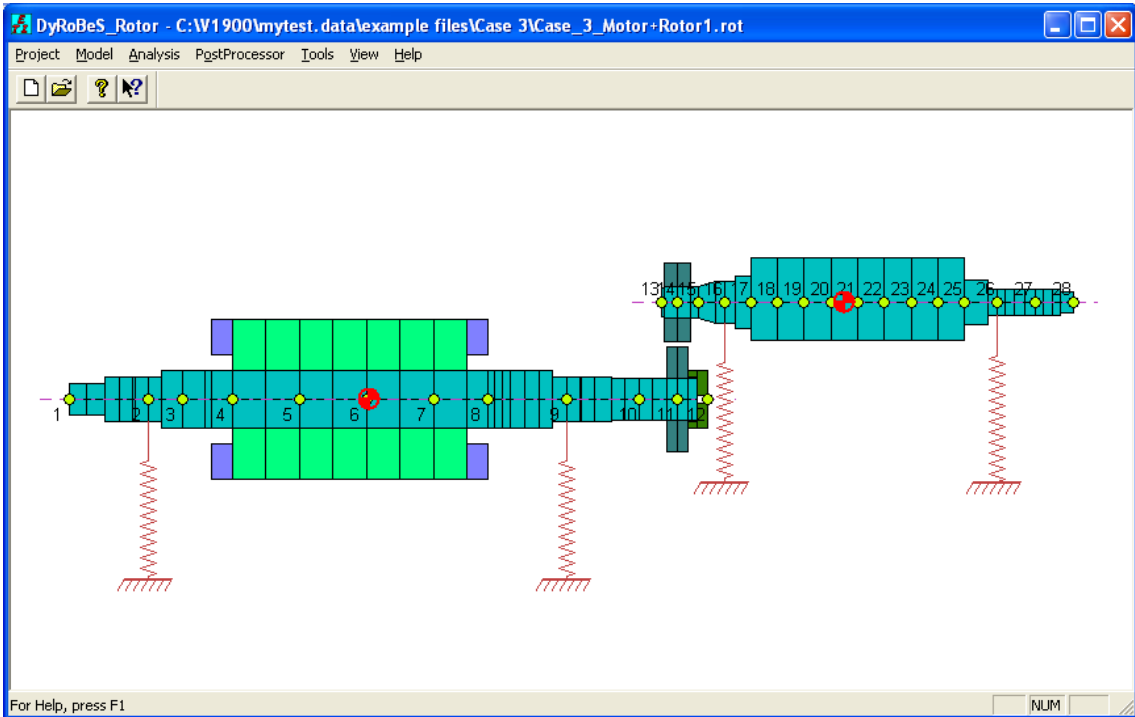 DyRoBeS_Rotor - C:\V1900\mytest.data\example files\Case 3\Case_3_Motor+Rotor1.rot
Project Model Analysis PostProcessor Tools View Help
13 14 15 16 17 18 19 20 21 22 23 24 25 26 27 28
1 2 3 4 5 6 7 8 9 10 11 12
For Help, press F1 NUM